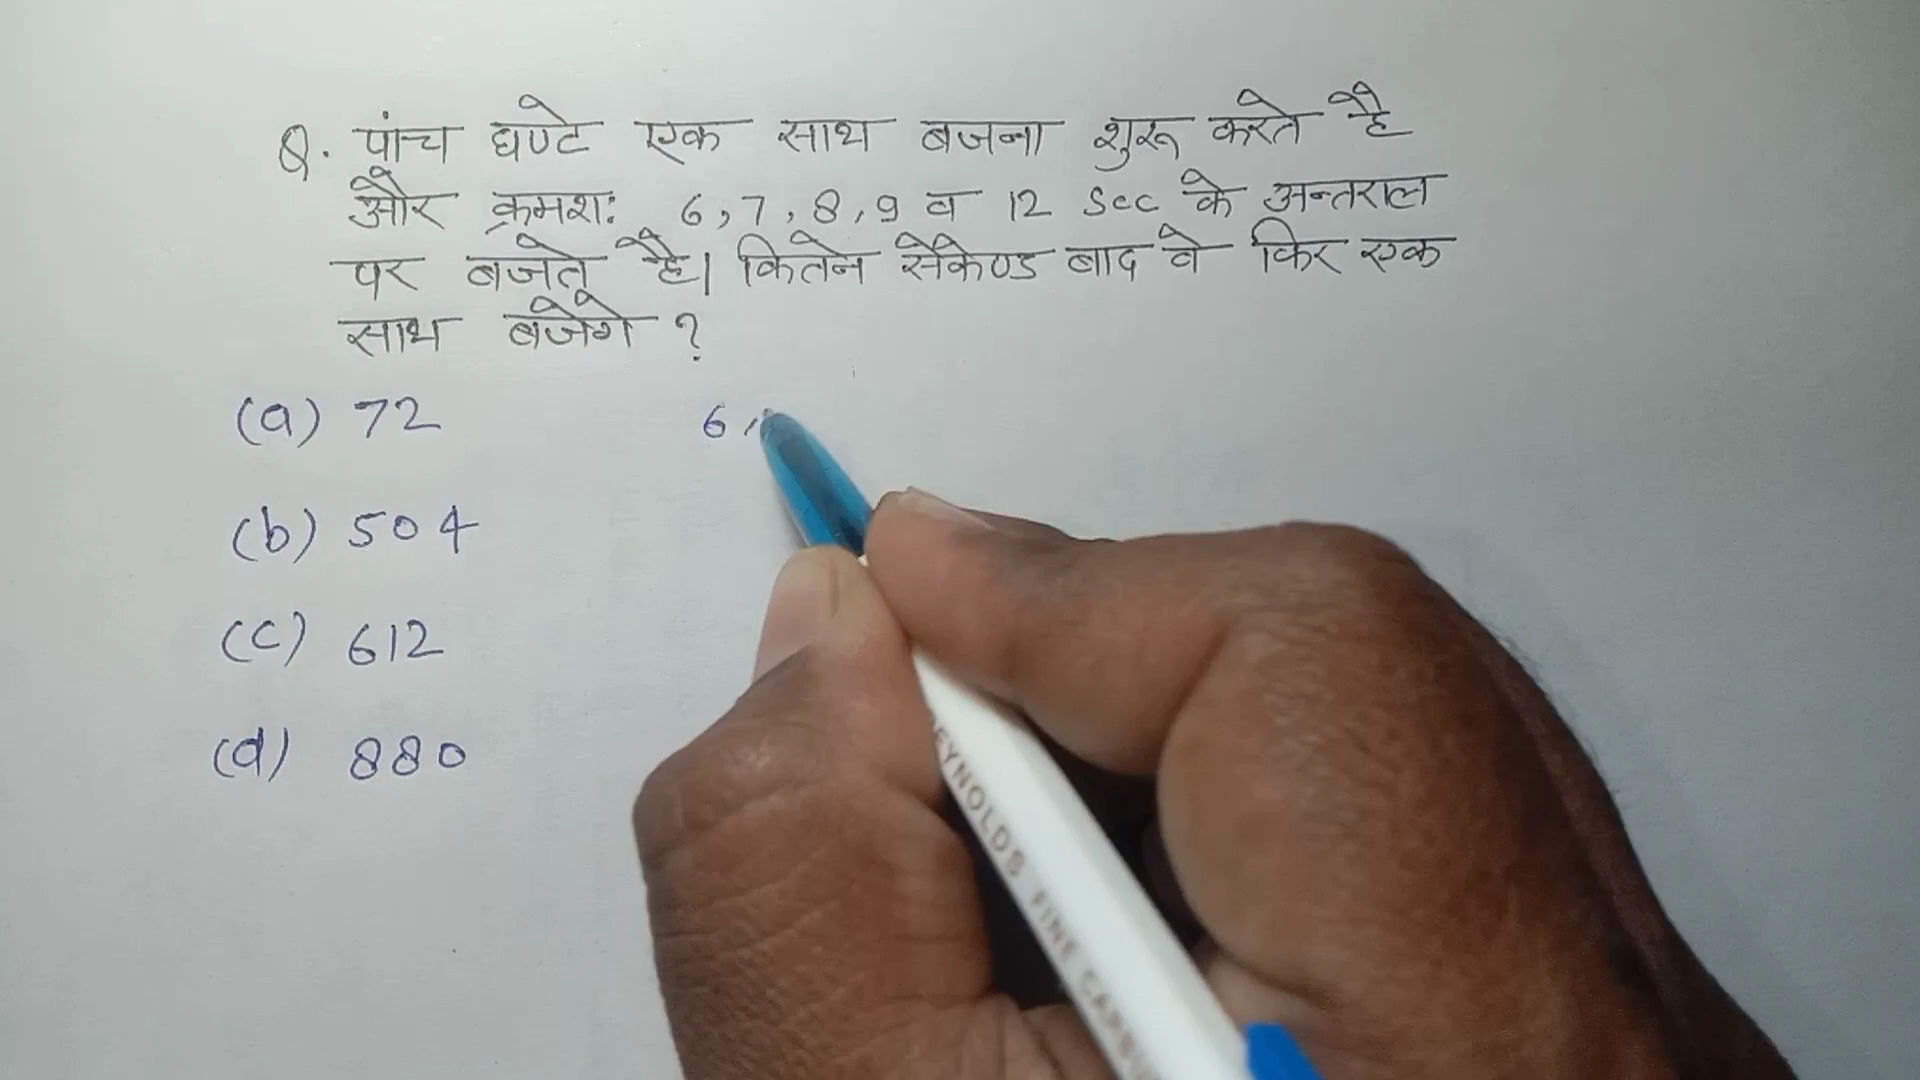 Q. पांच घण्टे एक साथ बजना शुरू करते है
और क्रमशः 6, 7, 8, 9 व 12 Sec के अन्तराल
पर बजते है। कितने सैकेण्ड बाद वे फिर एक
साथ बजेगे ?
(a) 72
6,
(b) 504
(c) 612
(d) 880
REYNOLDS FINE CARBURE